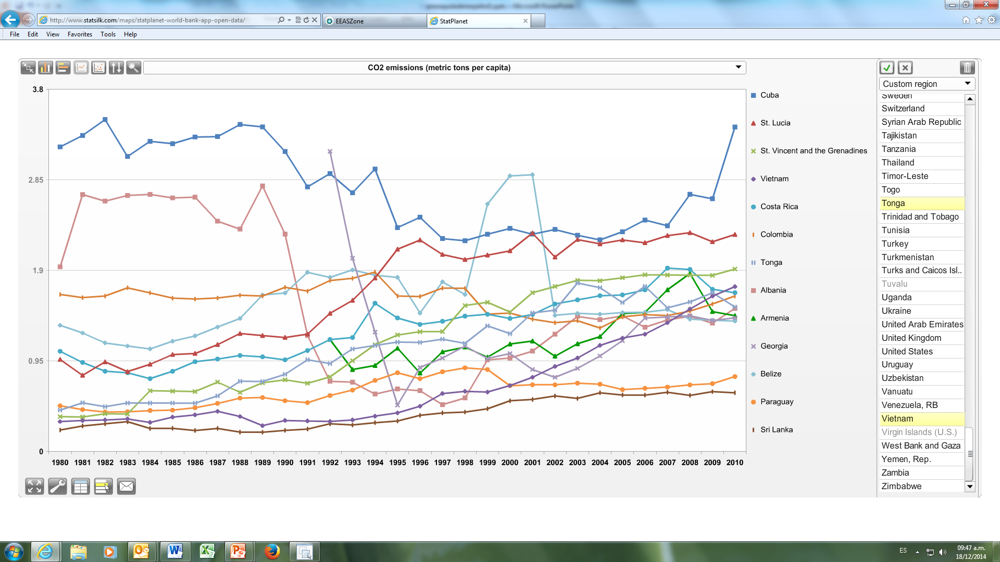 http://www.statsilk.com/maps/statplanet-world-bank-app-open-data/
EEASZone
StatPlanet
File Edit View Favorites Tools Help
CO2 emissions (metric tons per capita)
3.8
2.85
1.9
0.95
0
1980 1981 1982 1983 1984 1985 1986 1987 1988 1989 1990 1991 1992 1993 1994 1995 1996 1997 1998 1999 2000 2001 2002 2003 2004 2005 2006 2007 2008 2009 2010
Cuba
St. Lucia
St. Vincent and the Grenadines
Vietnam
Costa Rica
Colombia
Tonga
Albania
Armenia
Georgia
Belize
Paraguay
Sri Lanka
Custom region
Sweden
Switzerland
Syrian Arab Republic
Tajikistan
Tanzania
Thailand
Timor-Leste
Togo
Tonga
Trinidad and Tobago
Tunisia
Turkey
Turkmenistan
Turks and Caicos Isl..
Tuvalu
Uganda
Ukraine
United Arab Emirates
United Kingdom
United States
Uruguay
Uzbekistan
Vanuatu
Venezuela, RB
Vietnam
Virgin Islands (U.S.)
West Bank and Gaza
Yemen, Rep.
Zambia
Zimbabwe
ES
09:47 a.m.
18/12/2014